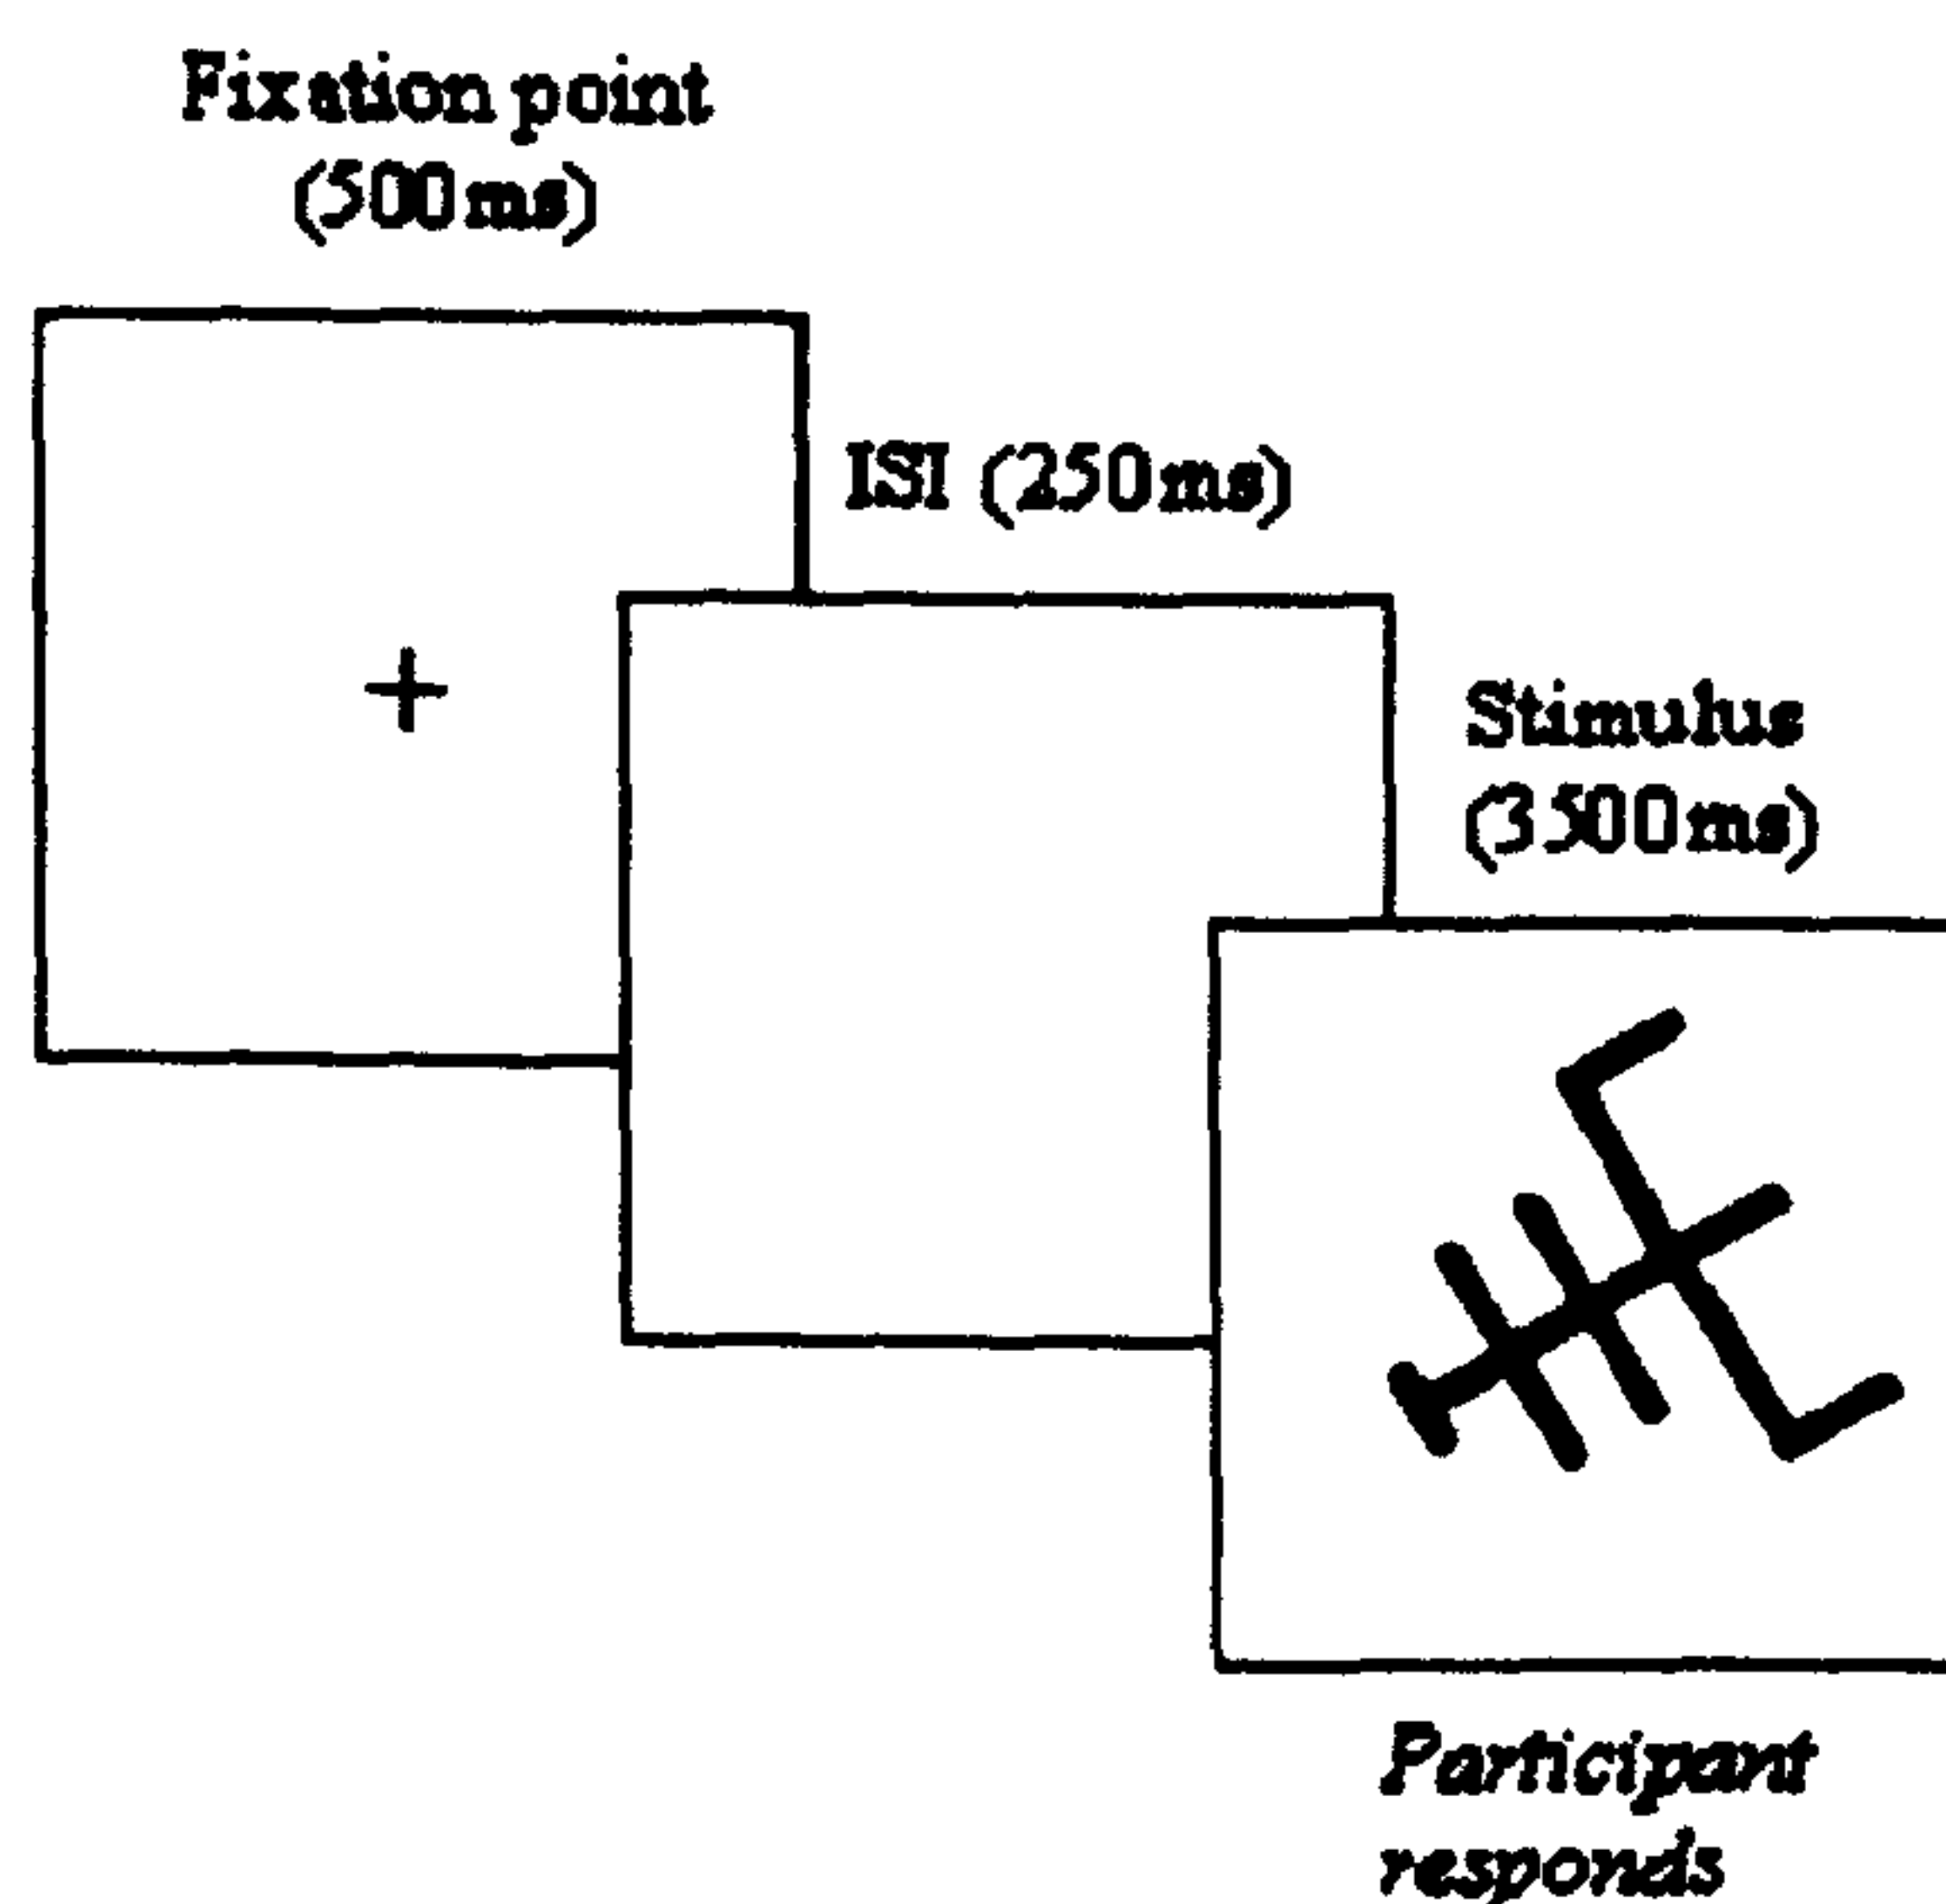 Fixation point
(500 ms)
ISI (250 ms)
Stimulus
(3500 ms)
Participant
responds